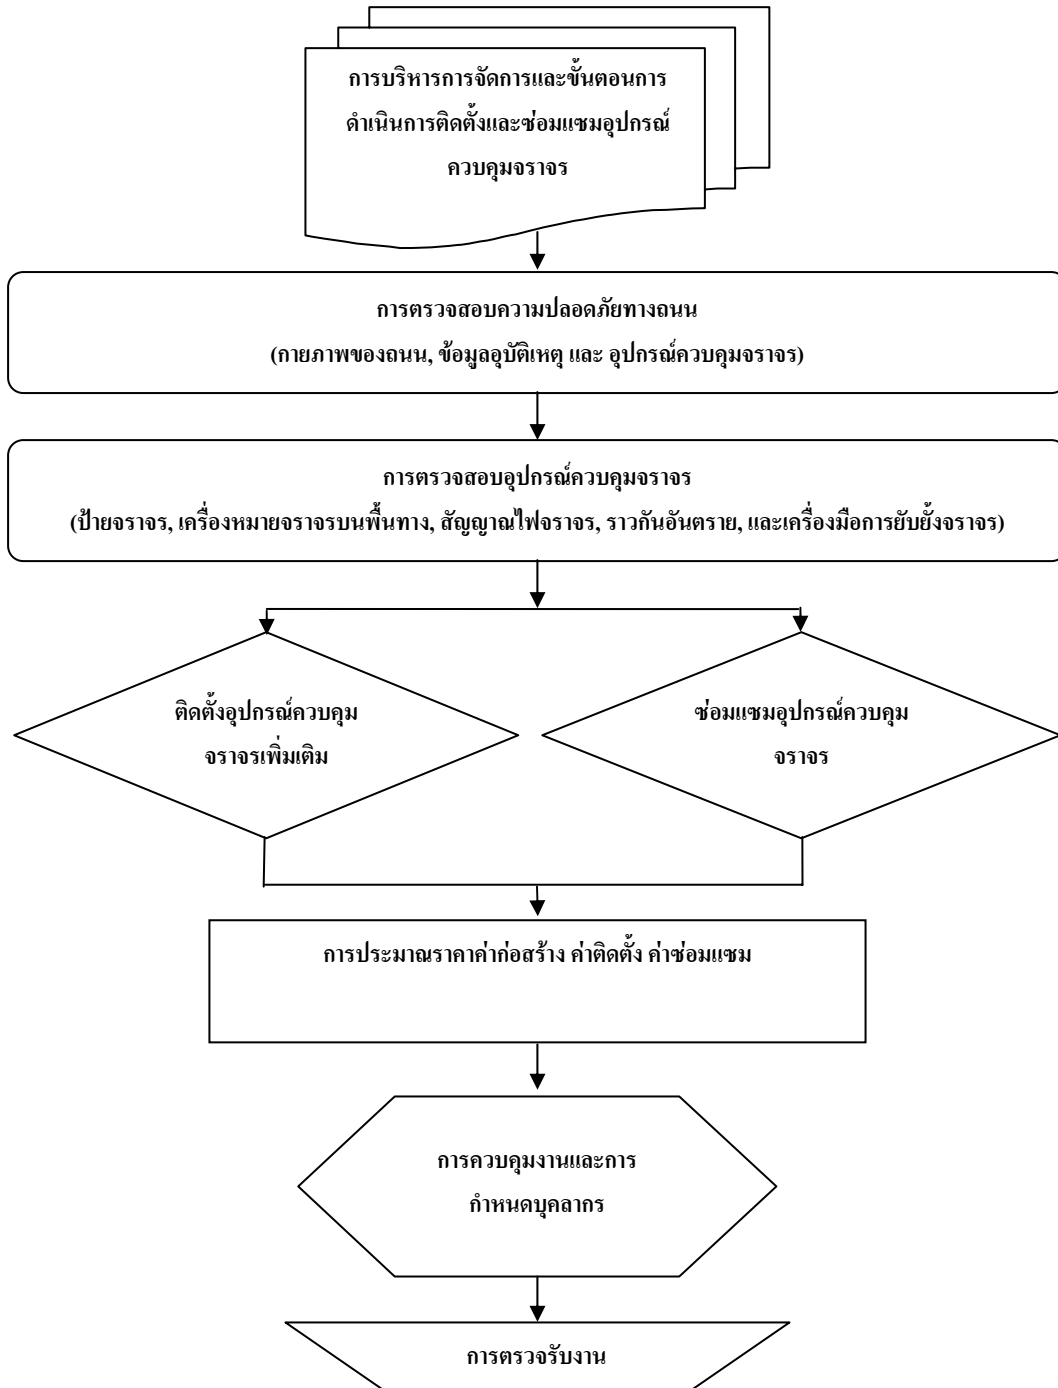 การบริหารการจัดการและขั้นตอนการ
ดำเนินการติดตั้งและซ่อมแซมอุปกรณ์
ควบคุมจราจร
การตรวจสอบความปลอดภัยทางถนน
(กายภาพของถนน, ข้อมูลอุบัติเหตุ และ อุปกรณ์ควบคุมจราจร)
การตรวจสอบอุปกรณ์ควบคุมจราจร
(ป้ายจราจร, เครื่องหมายจราจรบนพื้นทาง, สัญญาณไฟจราจร, ราวกันอันตราย, และเครื่องมือการยับยั้งจราจร)
ติดตั้งอุปกรณ์ควบคุม
จราจรเพิ่มเติม
ซ่อมแซมอุปกรณ์ควบคุม
จราจร
การประมาณราคาค่าก่อสร้าง ค่าติดตั้ง ค่าซ่อมแซม
การควบคุมงานและการ
กำหนดบุคลากร
การตรวจรับงาน